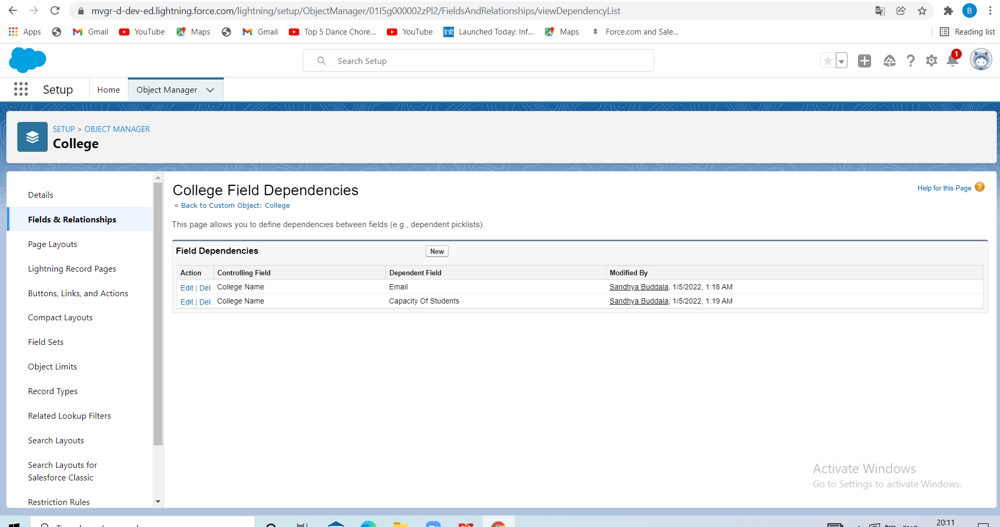 mvgr-d-dev-ed.lightning.force.com/lightning/setup/ObjectManager/01I5g000002zPl2/FieldsAndRelationships/viewDependencyList
B
Apps Gmail YouTube Maps Gmail Top 5 Dance Chore... YouTube Launched Today: Inf... Maps $ Force.com and Sale... Reading list
Search Setup
1
Setup Home Object Manager
SETUP > OBJECT MANAGER
College
Details
Fields & Relationships
Page Layouts
Lightning Record Pages
Buttons, Links, and Actions
Compact Layouts
Field Sets
Object Limits
Record Types
Related Lookup Filters
Search Layouts
Search Layouts for
Salesforce Classic
Restriction Rules
College Field Dependencies
Help for this Page ?
« Back to Custom Object: College
This page allows you to define dependencies between fields (e.g., dependent picklists).
Field Dependencies New
Action Controlling Field Dependent Field Modified By
Edit | Del College Name Email Sandhya Buddala, 1/5/2022, 1:18 AM
Edit | Del College Name Capacity Of Students Sandhya Buddala, 1/5/2022, 1:19 AM
Activate Windows
Go to Settings to activate Windows.
20:11